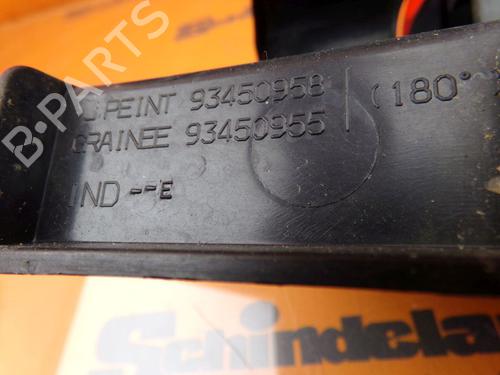 PEINT 93450958 (180°
GRAINEE 93450955
IND --E
B-Parts
Schindela